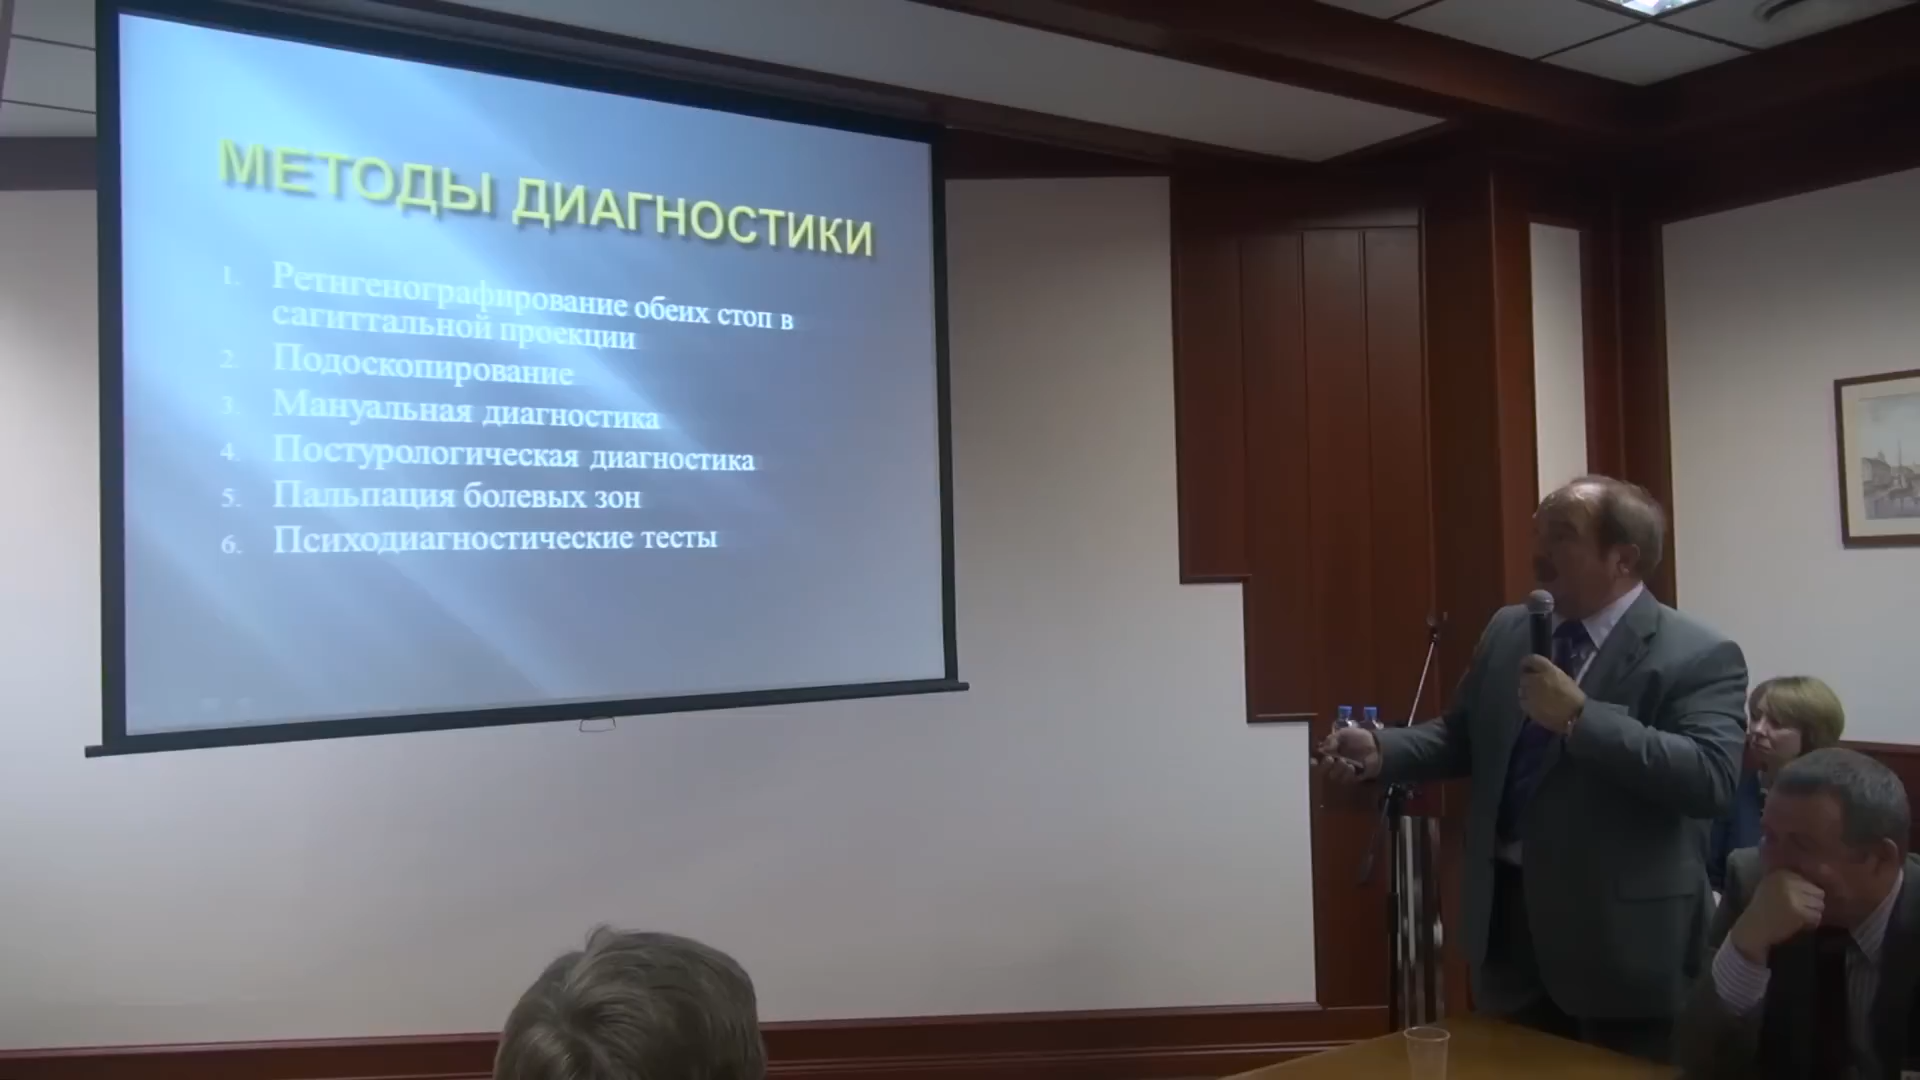 МЕТОДЫ ДИАГНОСТИКИ
1. Ретнгенографирование обеих стоп в
сагиттальной проекции
2. Подоскопирование
3. Мануальная диагностика
4. Постурологическая диагностика
5. Пальпация болевых зон
6. Психодиагностические тесты